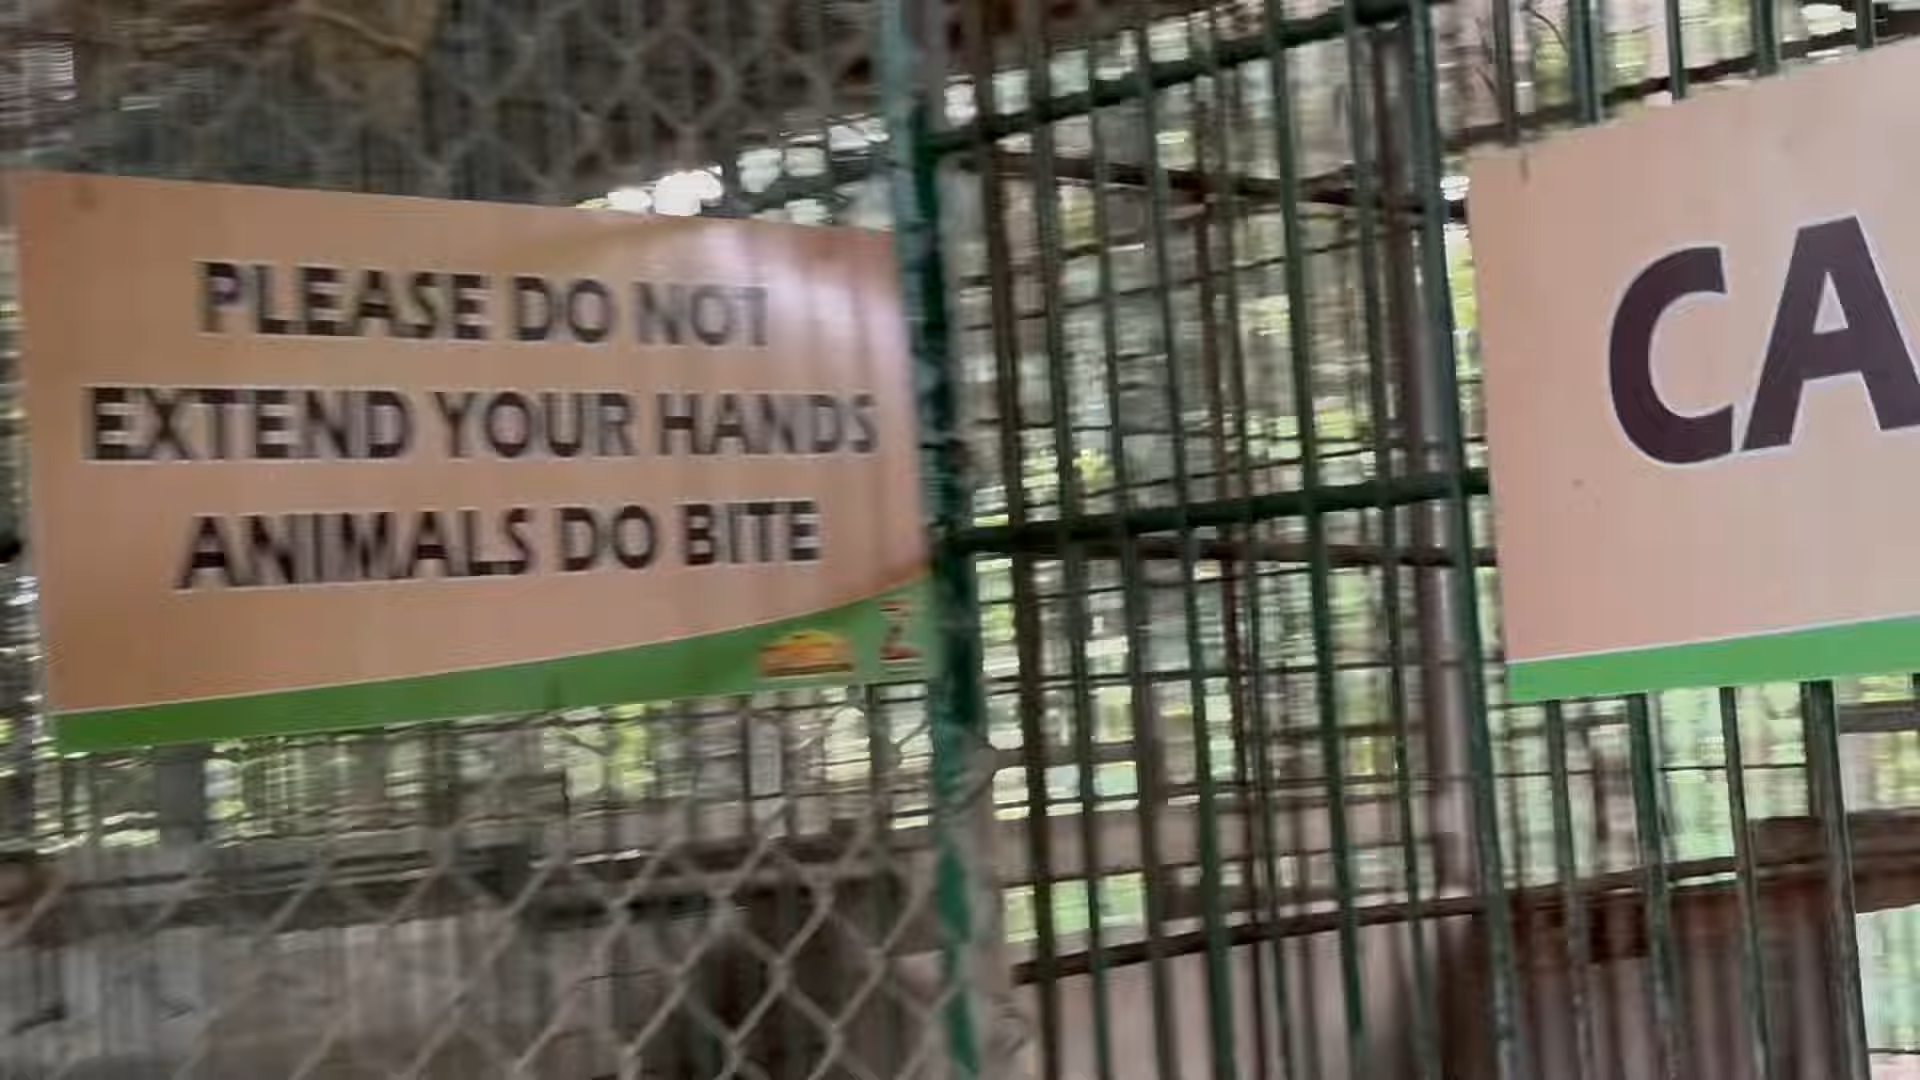 PLEASE DO NOT
EXTEND YOUR HANDS
ANIMALS DO BITE
CA